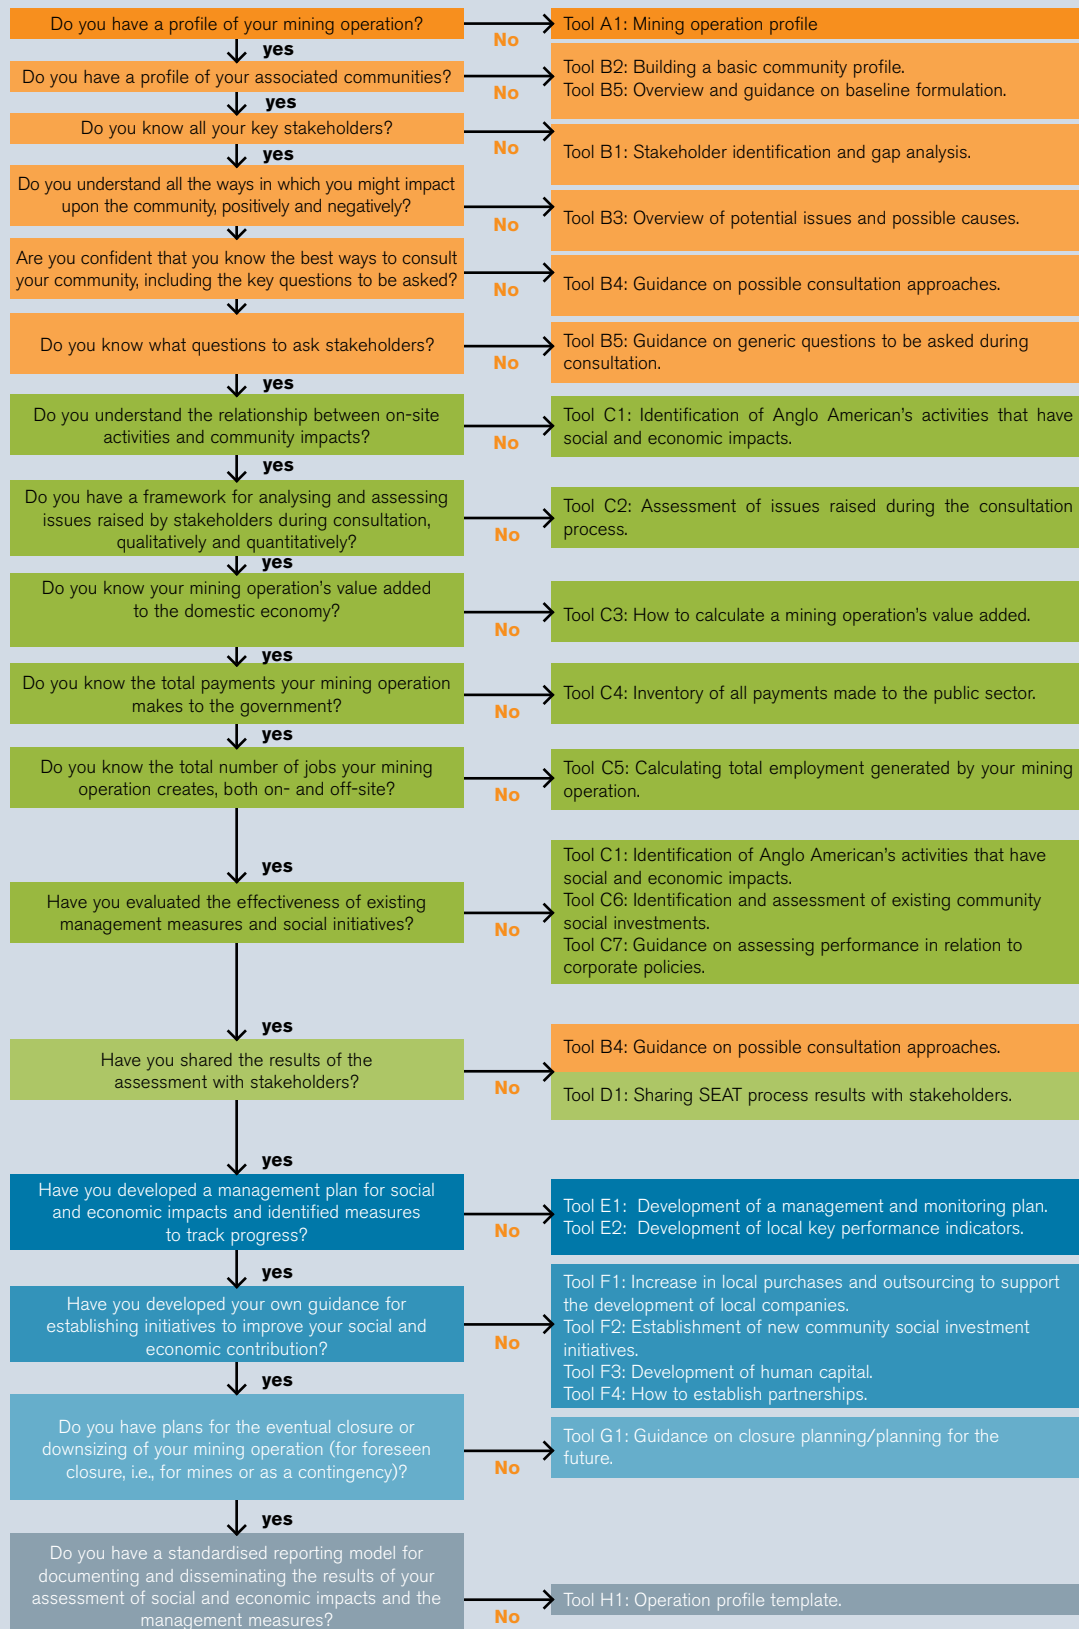 Do you have a profile of your mining operation?
No
Tool A1: Mining operation profile
yes
Do you have a profile of your associated communities?
No
Tool B2: Building a basic community profile.
Tool B5: Overview and guidance on baseline formulation.
yes
Do you know all your key stakeholders?
No
Tool B1: Stakeholder identification and gap analysis.
yes
Do you understand all the ways in which you might impact
upon the community, positively and negatively?
No
Tool B3: Overview of potential issues and possible causes.
Are you confident that you know the best ways to consult
your community, including the key questions to be asked?
No
Tool B4: Guidance on possible consultation approaches.
Do you know what questions to ask stakeholders?
No
Tool B5: Guidance on generic questions to be asked during
consultation.
yes
Do you understand the relationship between on-site
activities and community impacts?
No
Tool C1: Identification of Anglo American's activities that have
social and economic impacts.
yes
Do you have a framework for analysing and assessing
issues raised by stakeholders during consultation,
qualitatively and quantitatively?
No
Tool C2: Assessment of issues raised during the consultation
process.
yes
Do you know your mining operation's value added
to the domestic economy?
No
Tool C3: How to calculate a mining operation's value added.
yes
Do you know the total payments your mining operation
makes to the government?
No
Tool C4: Inventory of all payments made to the public sector.
yes
Do you know the total number of jobs your mining
operation creates, both on- and off-site?
No
Tool C5: Calculating total employment generated by your mining
operation.
yes
Have you evaluated the effectiveness of existing
management measures and social initiatives?
No
Tool C1: Identification of Anglo American's activities that have
social and economic impacts.
Tool C6: Identification and assessment of existing community
social investments.
Tool C7: Guidance on assessing performance in relation to
corporate policies.
yes
Have you shared the results of the
assessment with stakeholders?
No
Tool B4: Guidance on possible consultation approaches.
Tool D1: Sharing SEAT process results with stakeholders.
yes
Have you developed a management plan for social
and economic impacts and identified measures
to track progress?
No
Tool E1: Development of a management and monitoring plan.
Tool E2: Development of local key performance indicators.
yes
Have you developed your own guidance for
establishing initiatives to improve your social and
economic contribution?
No
Tool F1: Increase in local purchases and outsourcing to support
the development of local companies.
Tool F2: Establishment of new community social investment
initiatives.
Tool F3: Development of human capital.
Tool F4: How to establish partnerships.
yes
Do you have plans for the eventual closure or
downsizing of your mining operation (for foreseen
closure, i.e., for mines or as a contingency)?
No
Tool G1: Guidance on closure planning/planning for the
future.
yes
Do you have a standardised reporting model for
documenting and disseminating the results of your
assessment of social and economic impacts and the
management measures?
No
Tool H1: Operation profile template.